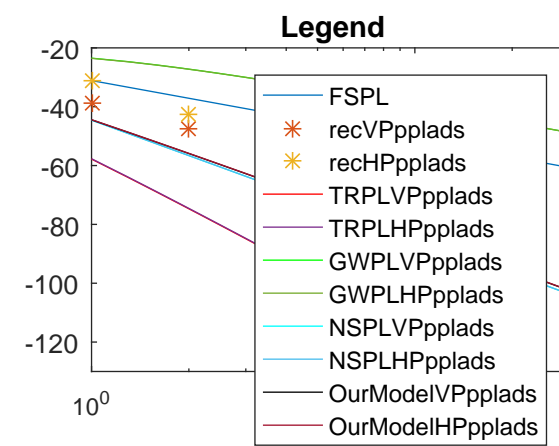 Legend
-20
-40
-60
-80
-100
-120
10^0
FSPL
recVPpplads
recHPpplads
TRPLVPpplads
TRPLHPpplads
GWPLVPpplads
GWPLHPpplads
NSPLVPpplads
NSPLHPpplads
OurModelVPpplads
OurModelHPpplads